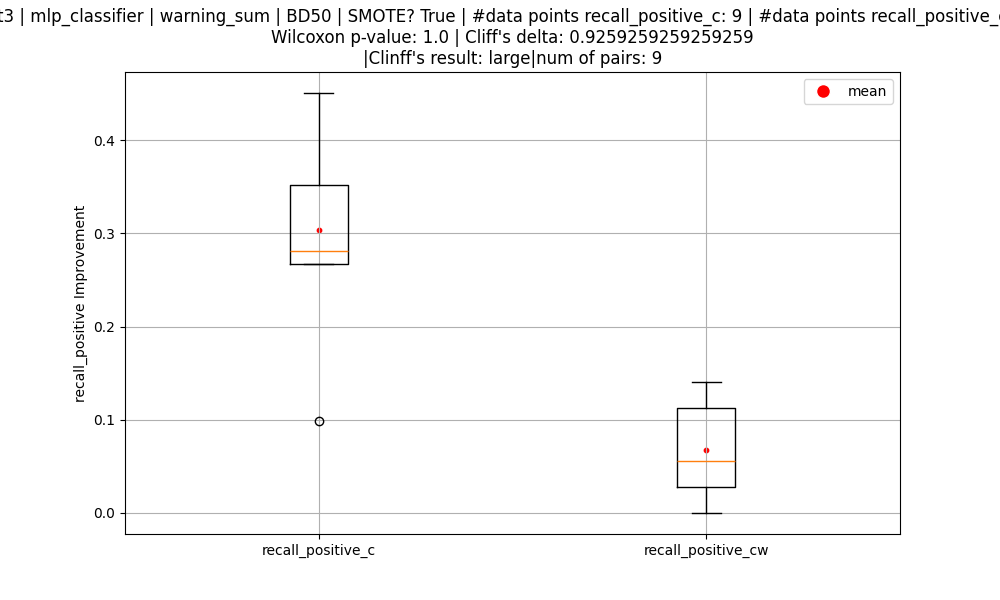 t3 | mlp_classifier | warning_sum | BD50 | SMOTE? True | #data points recall_positive_c: 9 | #data points recall_positive_c
Wilcoxon p-value: 1.0 | Cliff's delta: 0.9259259259259259
|Clinff's result: large|num of pairs: 9
mean
recall_positive Improvement
0.4
0.3
0.2
0.1
0.0
recall_positive_c
recall_positive_cw